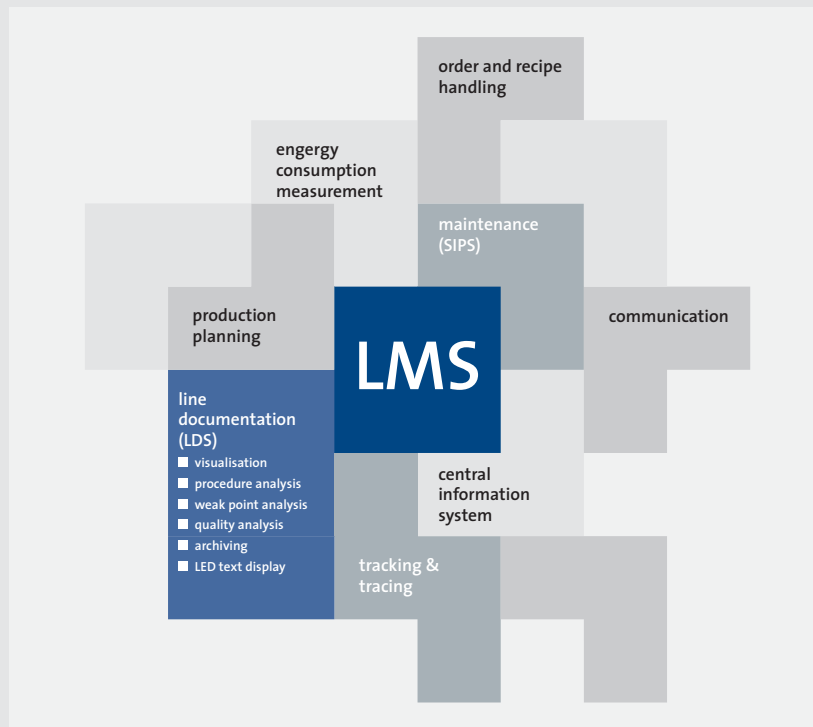 order and recipe
handling
engergy
consumption
measurement
maintenance
(SIPS)
production
planning
LMS
communication
line
documentation
(LDS)
visualisation
procedure analysis
weak point analysis
quality analysis
archiving
LED text display
central
information
system
tracking &
tracing